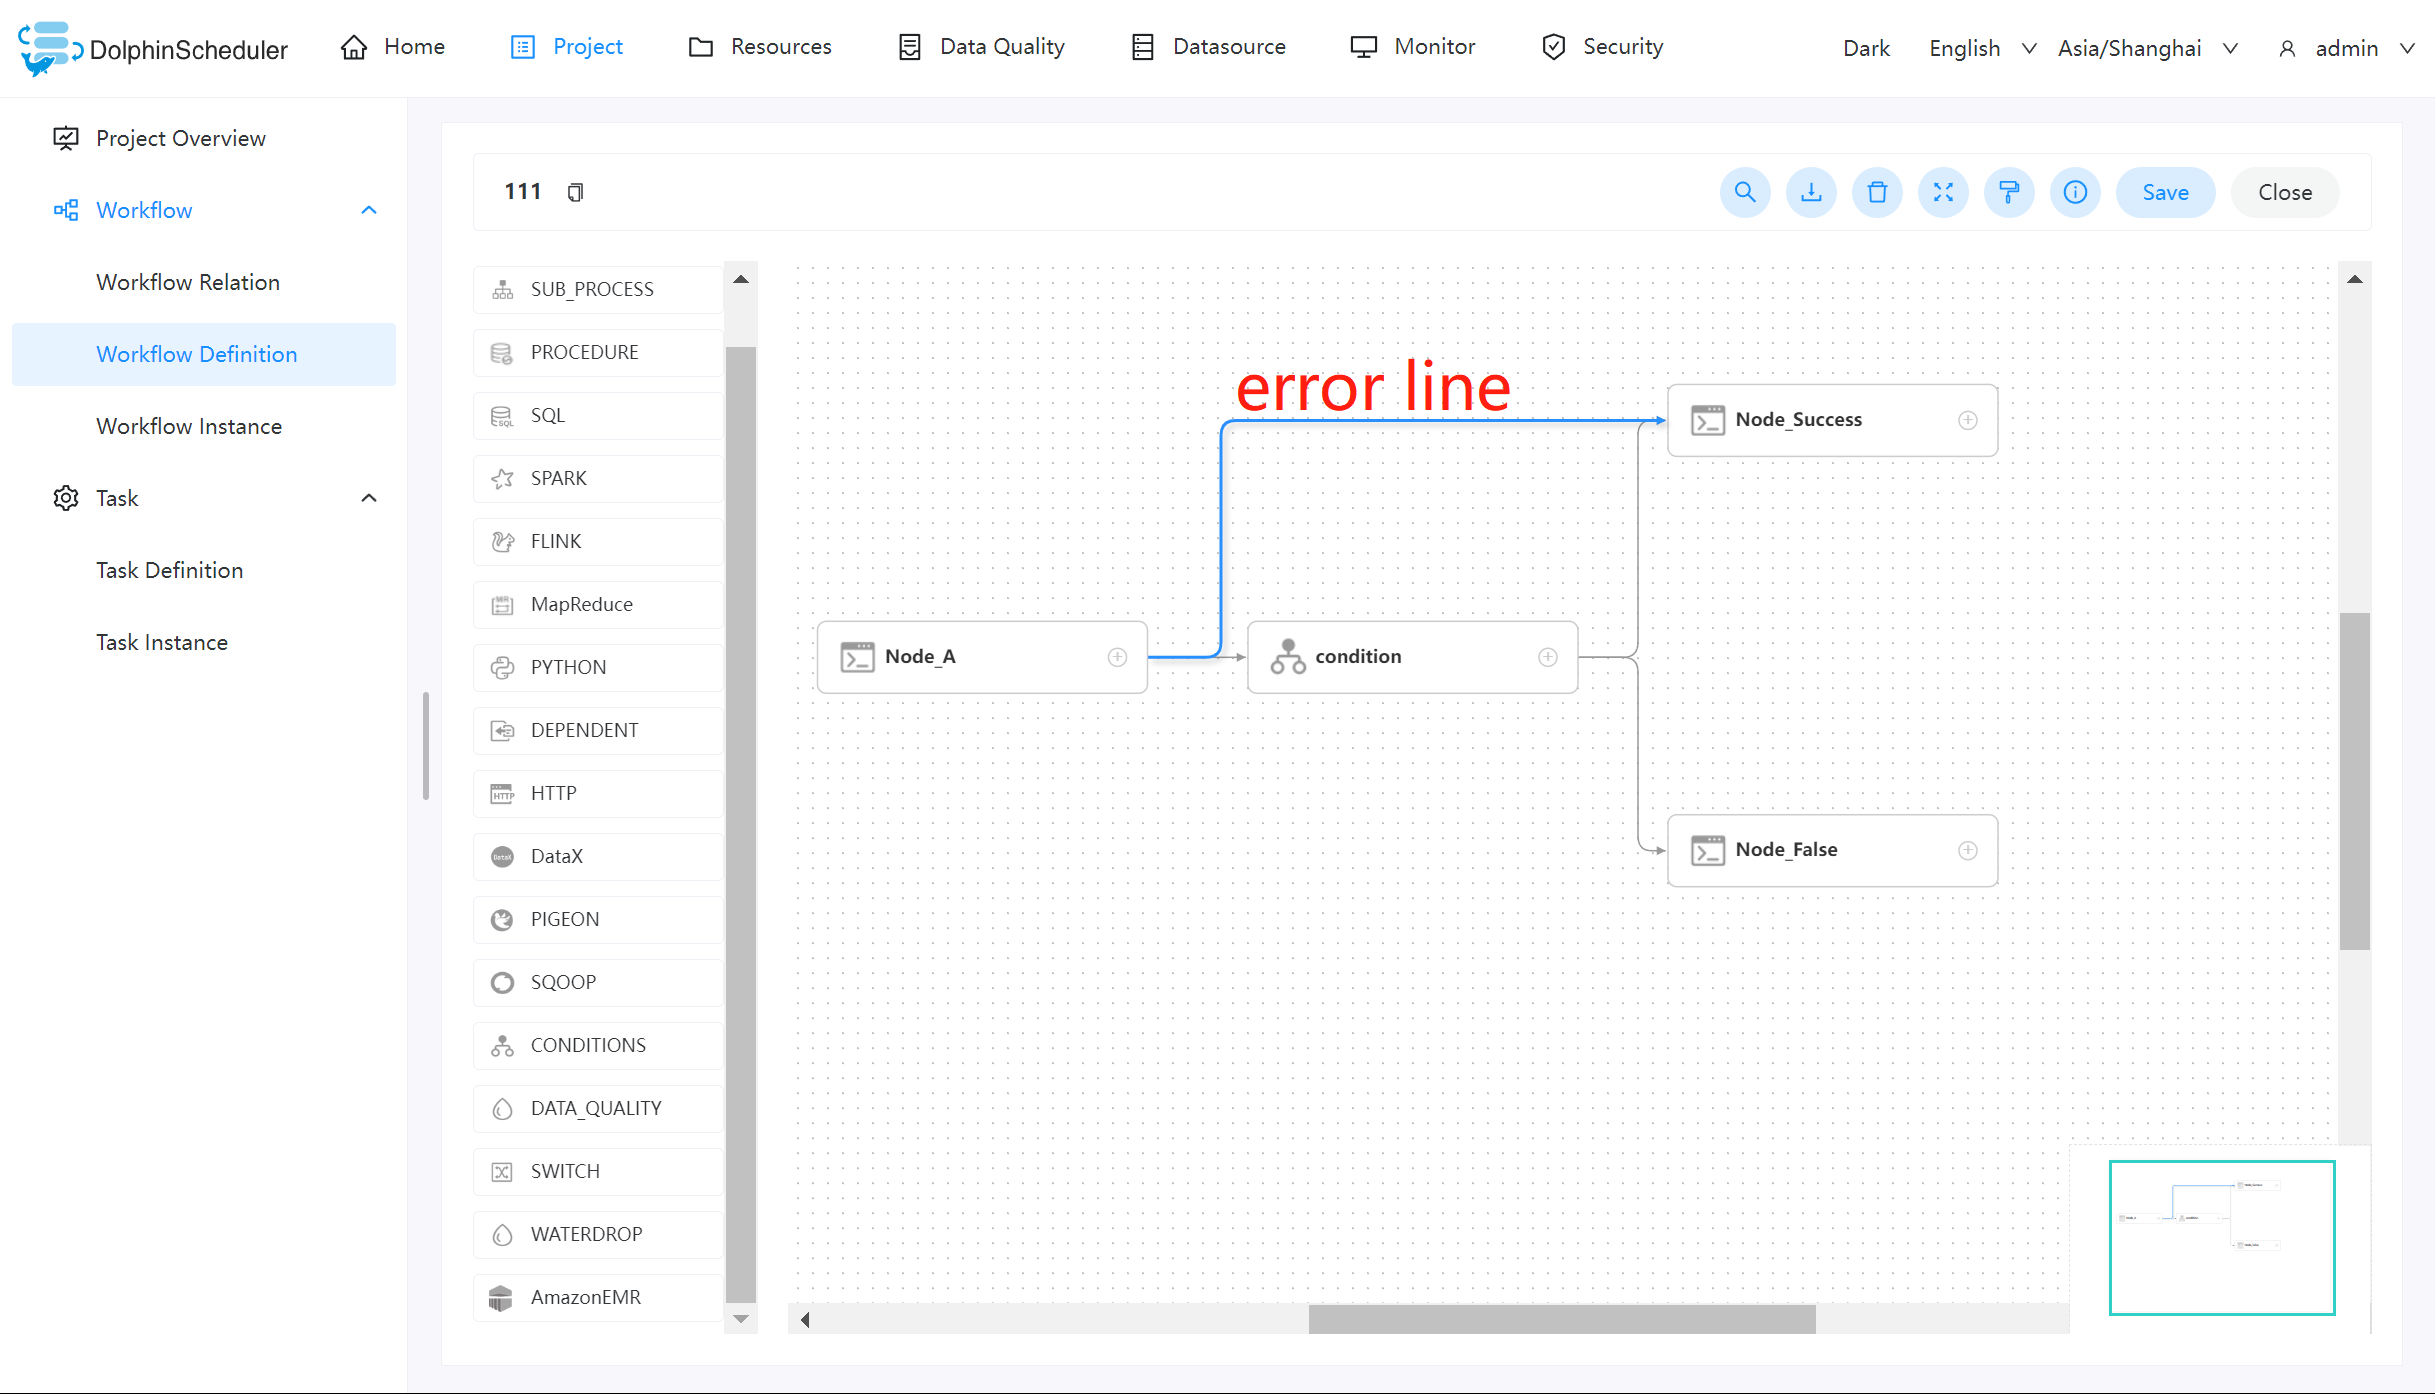 DolphinScheduler
Home
Project
Resources
Data Quality
Datasource
Monitor
Security
Dark
English
Asia/Shanghai
admin
Project Overview
Workflow
Workflow Relation
Workflow Definition
Workflow Instance
Task
Task Definition
Task Instance
111
Save
Close
SUB_PROCESS
PROCEDURE
SQL
SPARK
FLINK
MapReduce
PYTHON
DEPENDENT
HTTP
DataX
PIGEON
SQOOP
CONDITIONS
DATA_QUALITY
SWITCH
WATERDROP
AmazonEMR
error line
Node_Success
Node_A
condition
Node_False